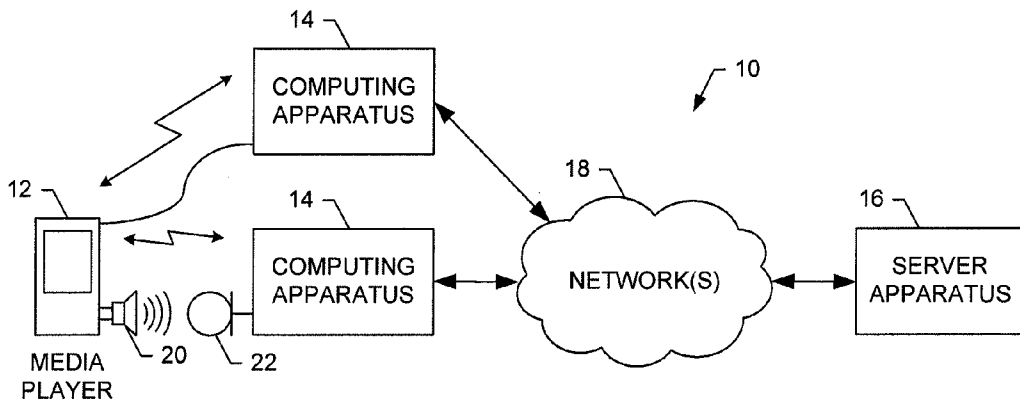 14
COMPUTING
APPARATUS
10
12
18
16
14
COMPUTING
APPARATUS
NETWORK(S)
SERVER
APPARATUS
20
22
MEDIA
PLAYER